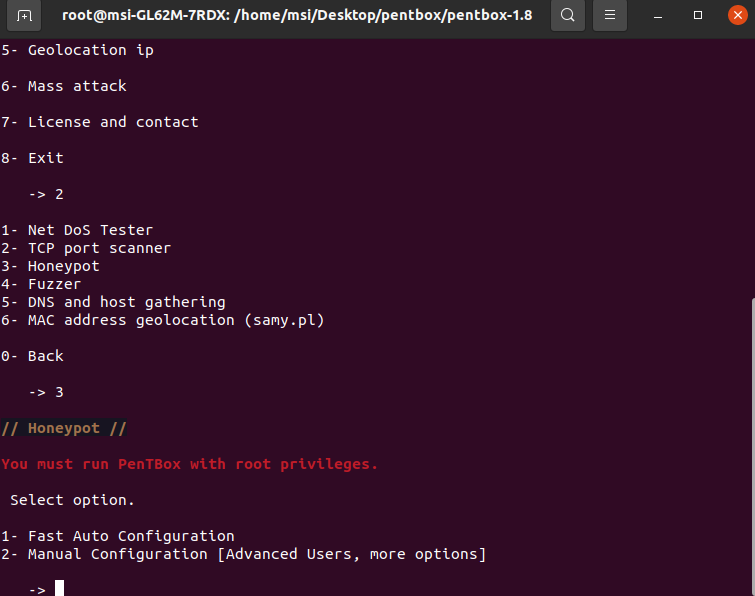 root@msi-GL62M-7RDX: /home/msi/Desktop/pentbox/pentbox-1.8
5- Geolocation ip
6- Mass attack
7- License and contact
8- Exit
-> 2
1- Net DoS Tester
2- TCP port scanner
3- Honeypot
4- Fuzzer
5- DNS and host gathering
6- MAC address geolocation (samy.pl)
0- Back
-> 3
// Honeypot //
You must run PenTBox with root privileges.
Select option.
1- Fast Auto Configuration
2- Manual Configuration [Advanced Users, more options]
->